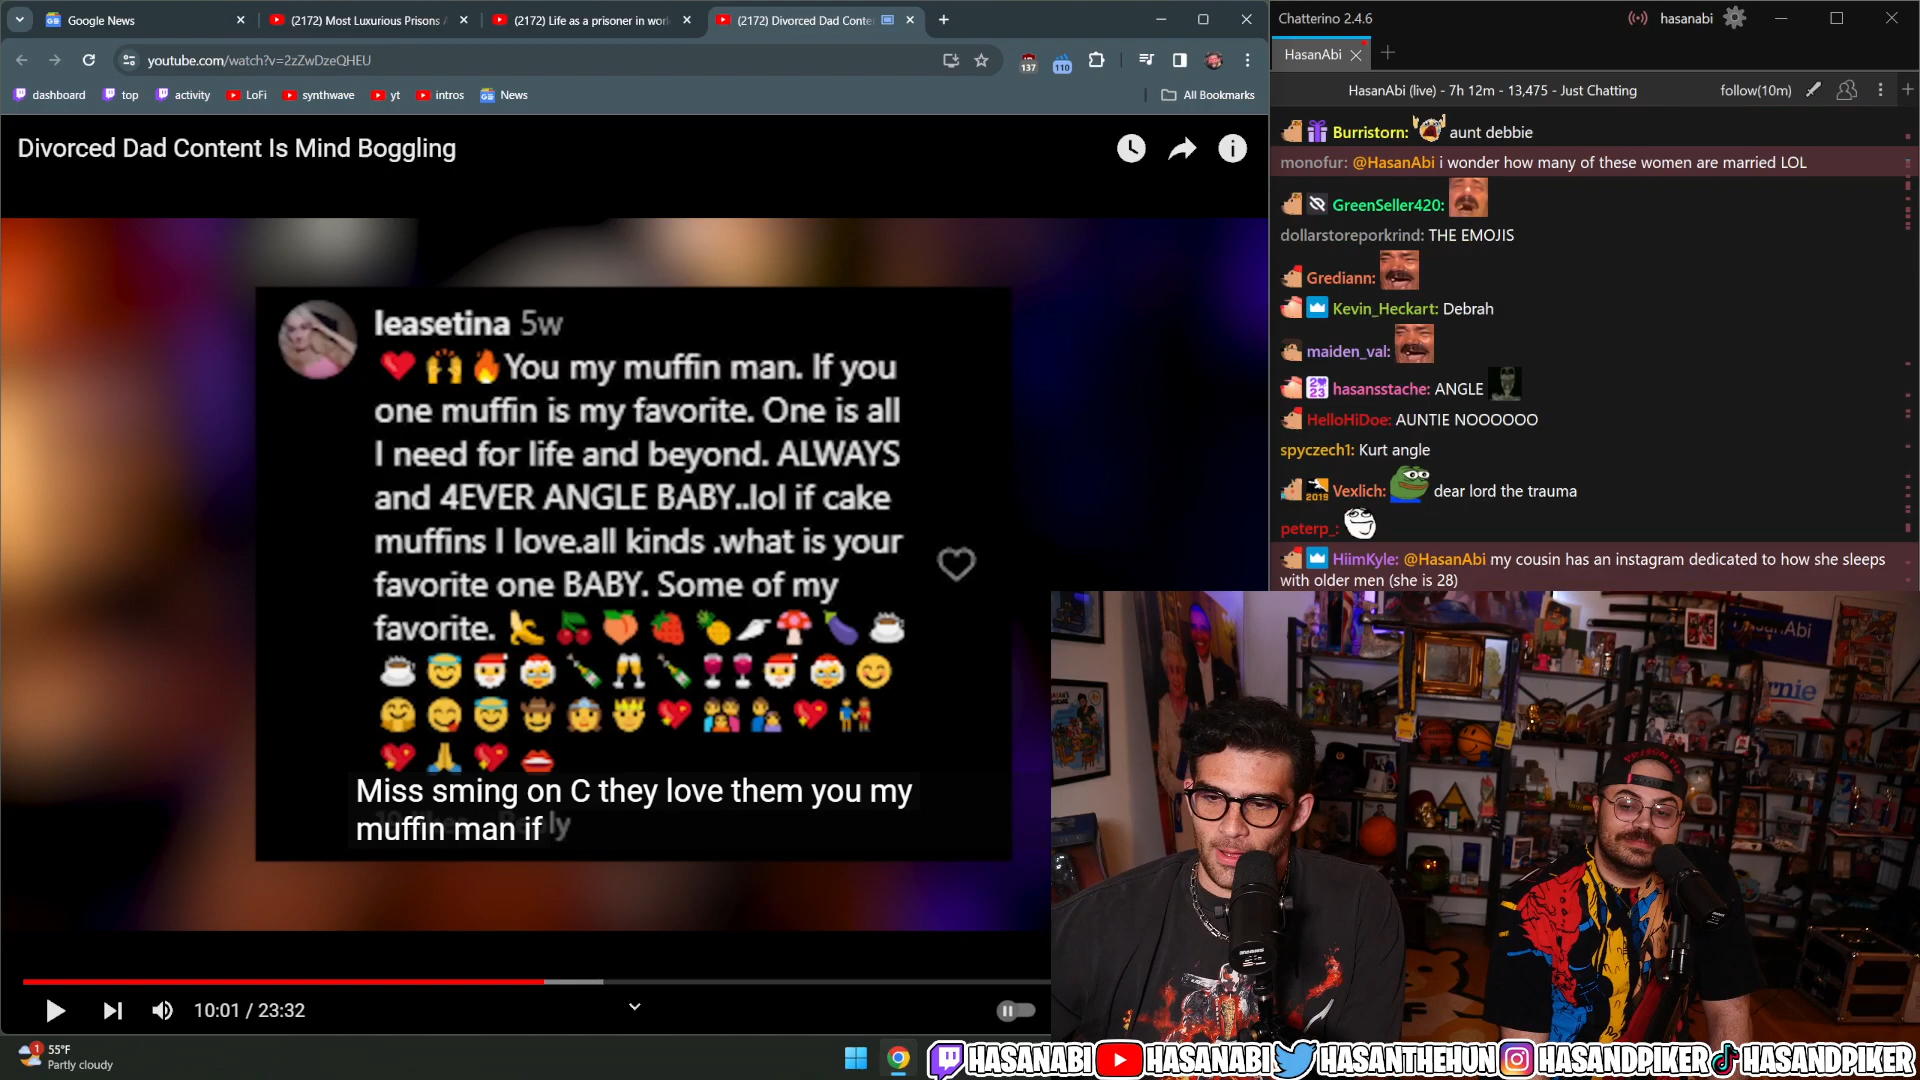 Google News
(2172) Most Luxurious Prisons
(2172) Life as a prisoner in wor
(2172) Divorced Dad Conte
youtube.com/watch?v=2zZwDzeQHEU
137
110
dashboard
top
activity
LoFi
synthwave
yt
intros
News
All Bookmarks
Divorced Dad Content Is Mind Boggling
leasetina 5w
❤️🙌🔥You my muffin man. If you
one muffin is my favorite. One is all
I need for life and beyond. ALWAYS
and 4EVER ANGLE BABY..lol if cake
muffins I love.all kinds .what is your
favorite one BABY. Some of my
favorite.
Miss sming on C they love them you my
muffin man if
10:01 / 23:32
1
55°F
Partly cloudy
Chatterino 2.4.6
hasanabi
HasanAbi
HasanAbi (live) - 7h 12m - 13,475 - Just Chatting
follow(10m)
Burristorn: aunt debbie
monofur: @HasanAbi i wonder how many of these women are married LOL
GreenSeller420:
dollarstoreporkrind: THE EMOJIS
Grediann:
Kevin_Heckart: Debrah
maiden_val:
hasansstache: ANGLE
HelloHiDoe: AUNTIE NOOOOOO
spyczech1: Kurt angle
2019 Vexlich: dear lord the trauma
peterp_:
HiimKyle: @HasanAbi my cousin has an instagram dedicated to how she sleeps
with older men (she is 28)
HASANABI
HASANABI
HASANTHEHUN
HASANDPIKER
HASANDPIKER